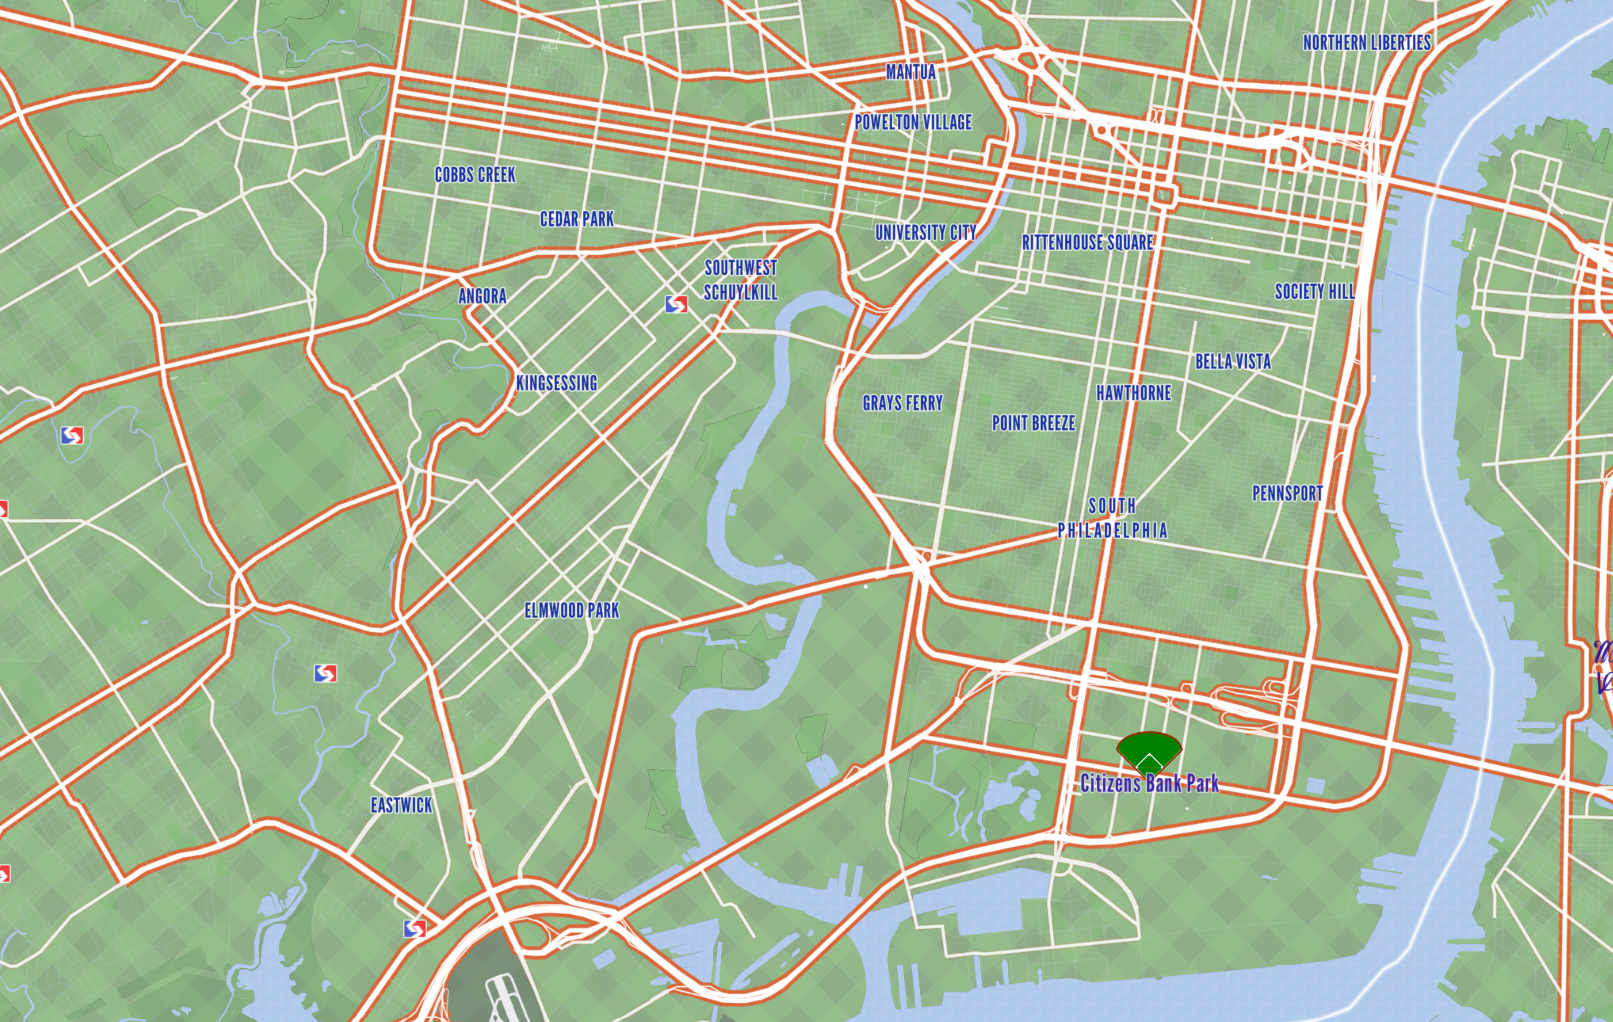 NORTHERN LIBERTIES
MANTUA
POWELTON VILLAGE
COBBS CREEK
CEDAR PARK
UNIVERSITY CITY
RITTENHOUSE SQUARE
SOUTHWEST
SCHUYLKILL
ANGORA
SOCIETY HILL
BELLA VISTA
KINGSESSING
HAWTHORNE
GRAYS FERRY
POINT BREEZE
PENNSPORT
SOUTH
PHILADELPHIA
ELMWOOD PARK
Citizens Bank Park
EASTWICK